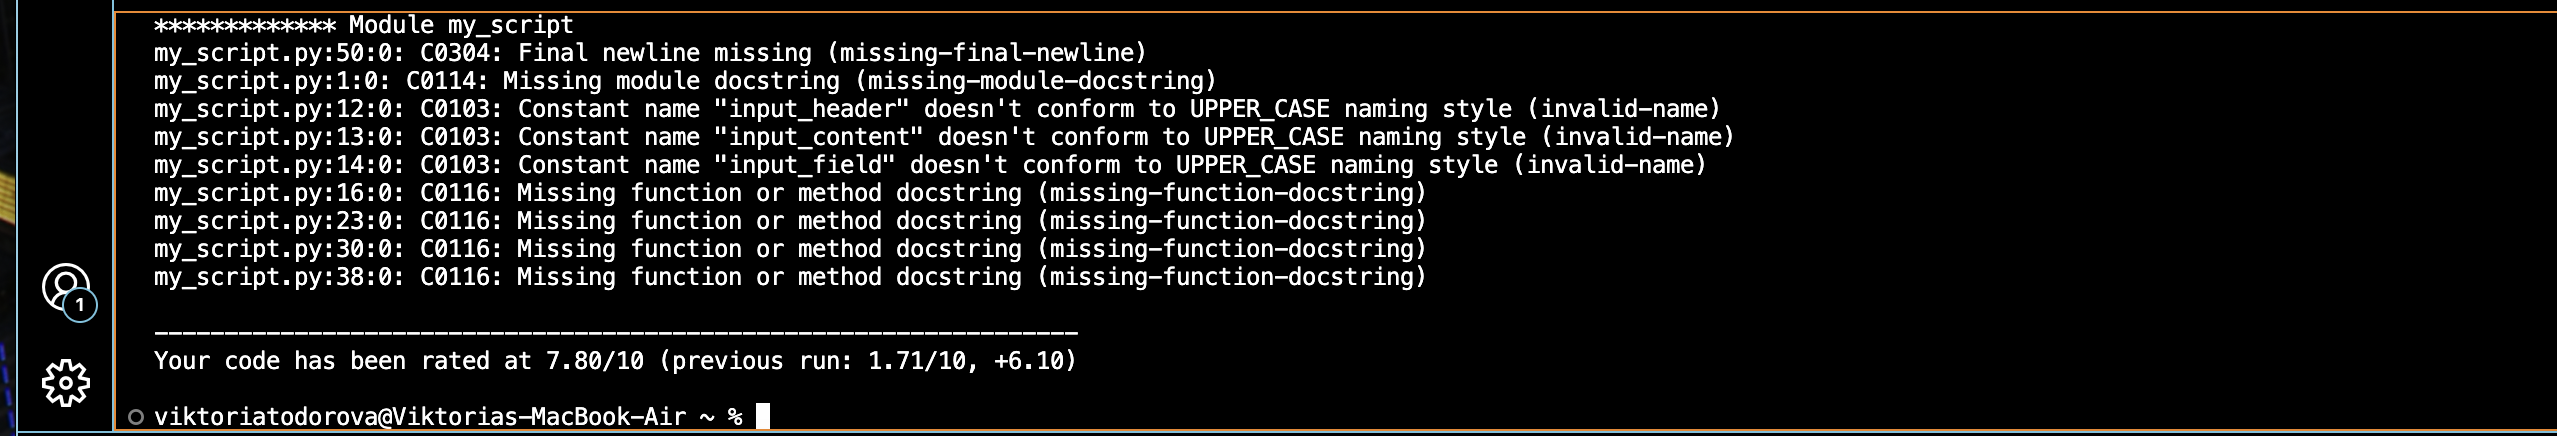 ************* Module my_script
my_script.py:50:0: C0304: Final newline missing (missing-final-newline)
my_script.py:1:0: C0114: Missing module docstring (missing-module-docstring)
my_script.py:12:0: C0103: Constant name "input_header" doesn't conform to UPPER_CASE naming style (invalid-name)
my_script.py:13:0: C0103: Constant name "input_content" doesn't conform to UPPER_CASE naming style (invalid-name)
my_script.py:14:0: C0103: Constant name "input_field" doesn't conform to UPPER_CASE naming style (invalid-name)
my_script.py:16:0: C0116: Missing function or method docstring (missing-function-docstring)
my_script.py:23:0: C0116: Missing function or method docstring (missing-function-docstring)
my_script.py:30:0: C0116: Missing function or method docstring (missing-function-docstring)
my_script.py:38:0: C0116: Missing function or method docstring (missing-function-docstring)
------------------------------------------------------------------
Your code has been rated at 7.80/10 (previous run: 1.71/10, +6.10)
viktoriatodorova@Viktorias-MacBook-Air ~ %
1